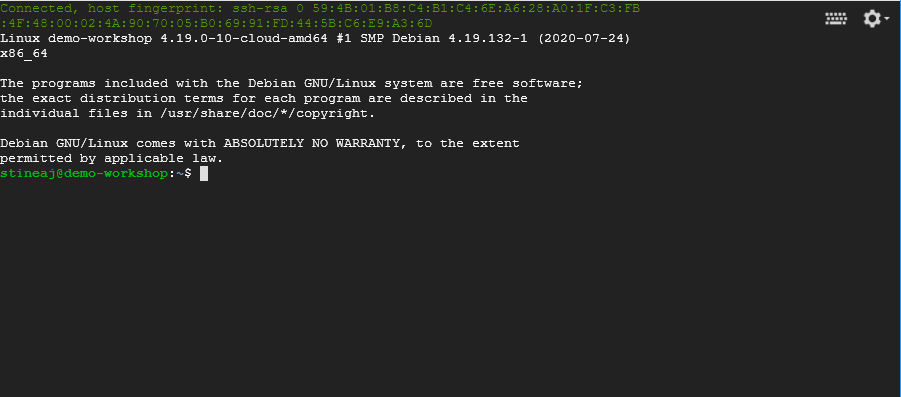 Connected, host fingerprint: ssh-rsa 0 59:4B:01:B8:C4:B1:C4:6E:A6:28:A0:1F:C3:FB
:4F:48:00:02:4A:90:70:05:B0:69:91:FD:44:5B:C6:E9:A3:6D
Linux demo-workshop 4.19.0-10-cloud-amd64 #1 SMP Debian 4.19.132-1 (2020-07-24)
x86_64
The programs included with the Debian GNU/Linux system are free software;
the exact distribution terms for each program are described in the
individual files in /usr/share/doc/*/copyright.
Debian GNU/Linux comes with ABSOLUTELY NO WARRANTY, to the extent
permitted by applicable law.
stineaj@demo-workshop:~$